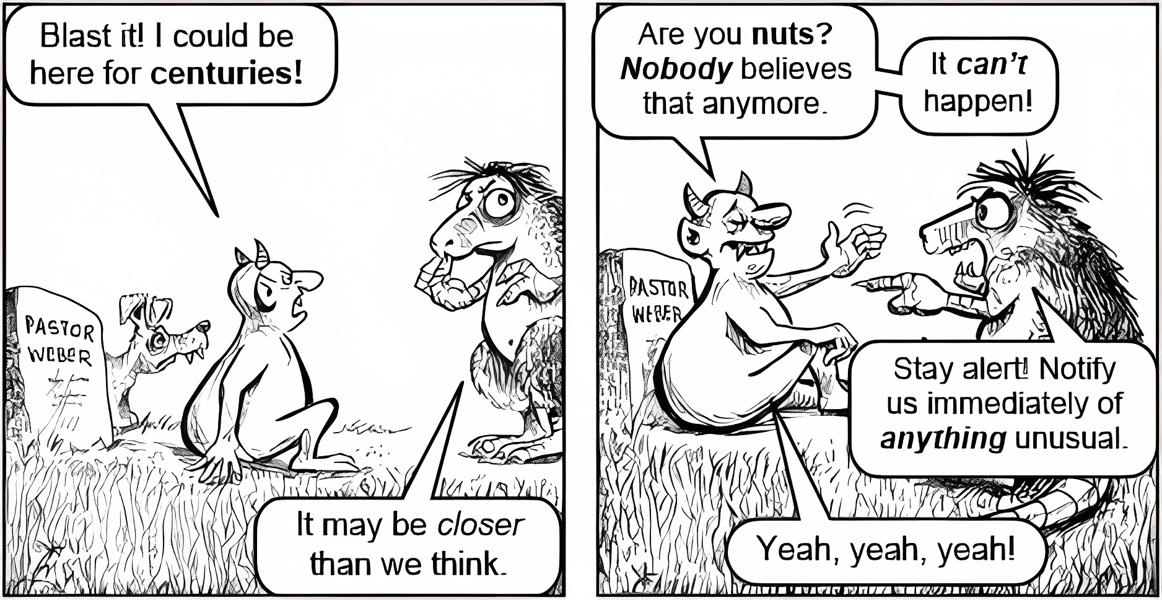 Blast it! I could be
here for centuries!
PASTOR
WEBER
It may be closer
than we think.
Are you nuts?
Nobody believes
that anymore.
It can't
happen!
PASTOR
WEBER
Stay alert! Notify
us immediately of
anything unusual.
Yeah, yeah, yeah!